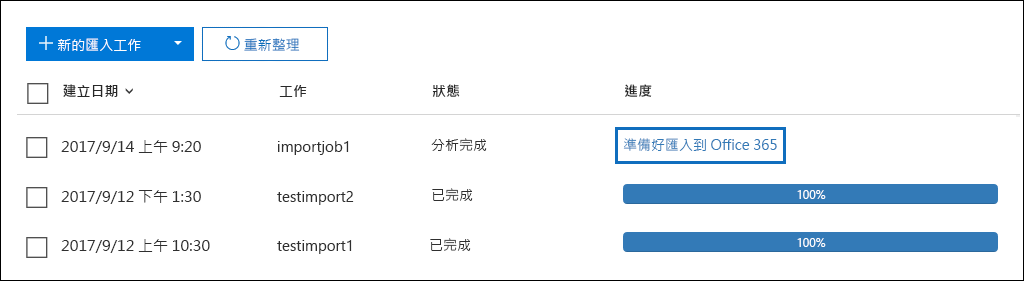 新的匯入工作 重新整理
建立日期 工作 狀態 進度
2017/9/14 上午 9:20 importjob1 分析完成 準備好匯入到 Office 365
2017/9/12 下午 1:30 testimport2 已完成 100%
2017/9/12 上午 10:30 testimport1 已完成 100%